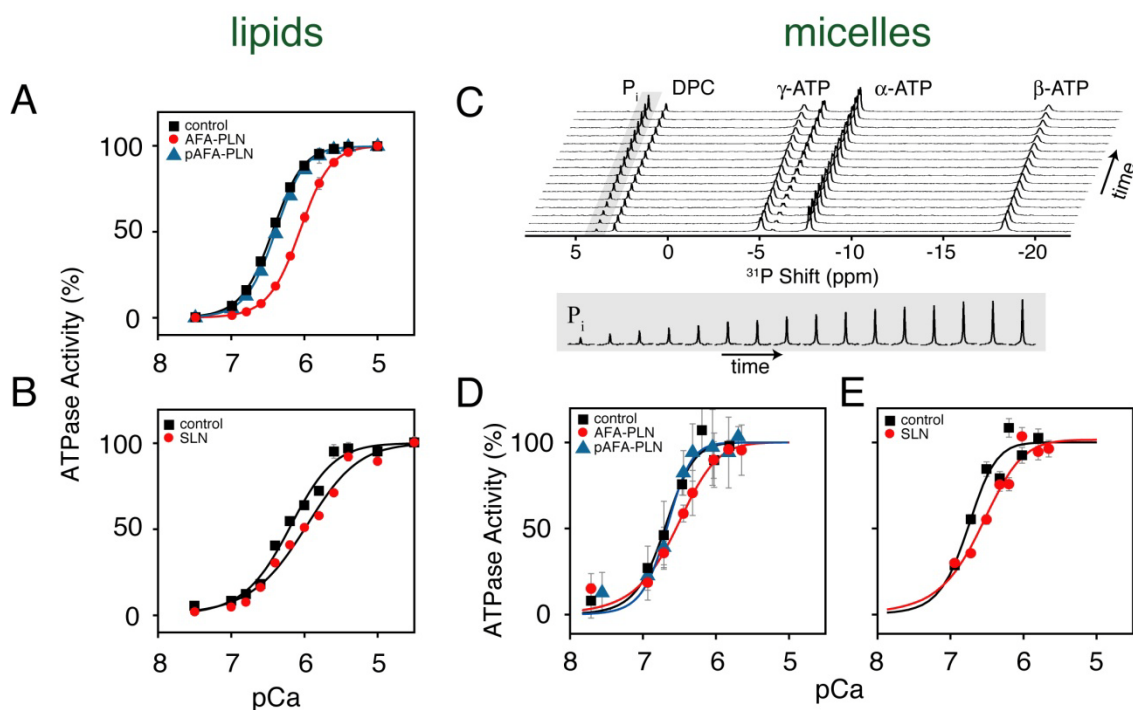 lipids
micelles
A
control
AFA-PLN
pAFA-PLN
100
50
0
8 7 6 5
B
control
SLN
100
50
0
8 7 6 5
pCa
ATPase Activity (%)
C
Pi DPC γ-ATP α-ATP β-ATP
time
5 0 -5 -10 -15 -20
31P Shift (ppm)
Pi
time
D
control
AFA-PLN
pAFA-PLN
100
50
0
8 7 6 5
ATPase Activity (%)
E
control
SLN
8 7 6 5
pCa